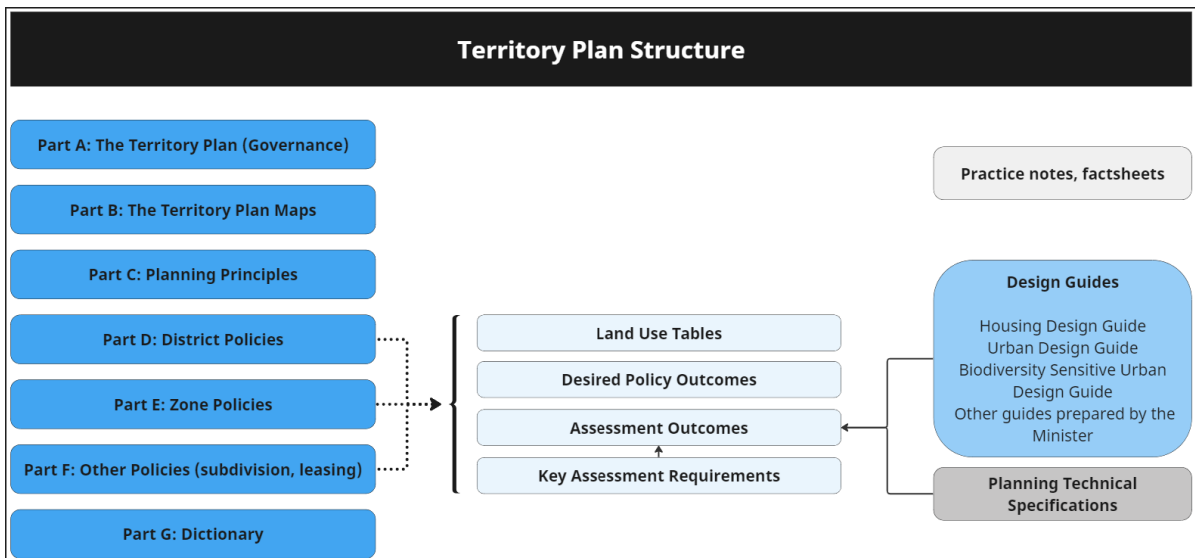 Territory Plan Structure
Part A: The Territory Plan (Governance)
Part B: The Territory Plan Maps
Part C: Planning Principles
Part D: District Policies
Part E: Zone Policies
Part F: Other Policies (subdivision, leasing)
Part G: Dictionary
Land Use Tables
Desired Policy Outcomes
Assessment Outcomes
Key Assessment Requirements
Practice notes, factsheets
Design Guides
Housing Design Guide
Urban Design Guide
Biodiversity Sensitive Urban
Design Guide
Other guides prepared by the
Minister
Planning Technical
Specifications